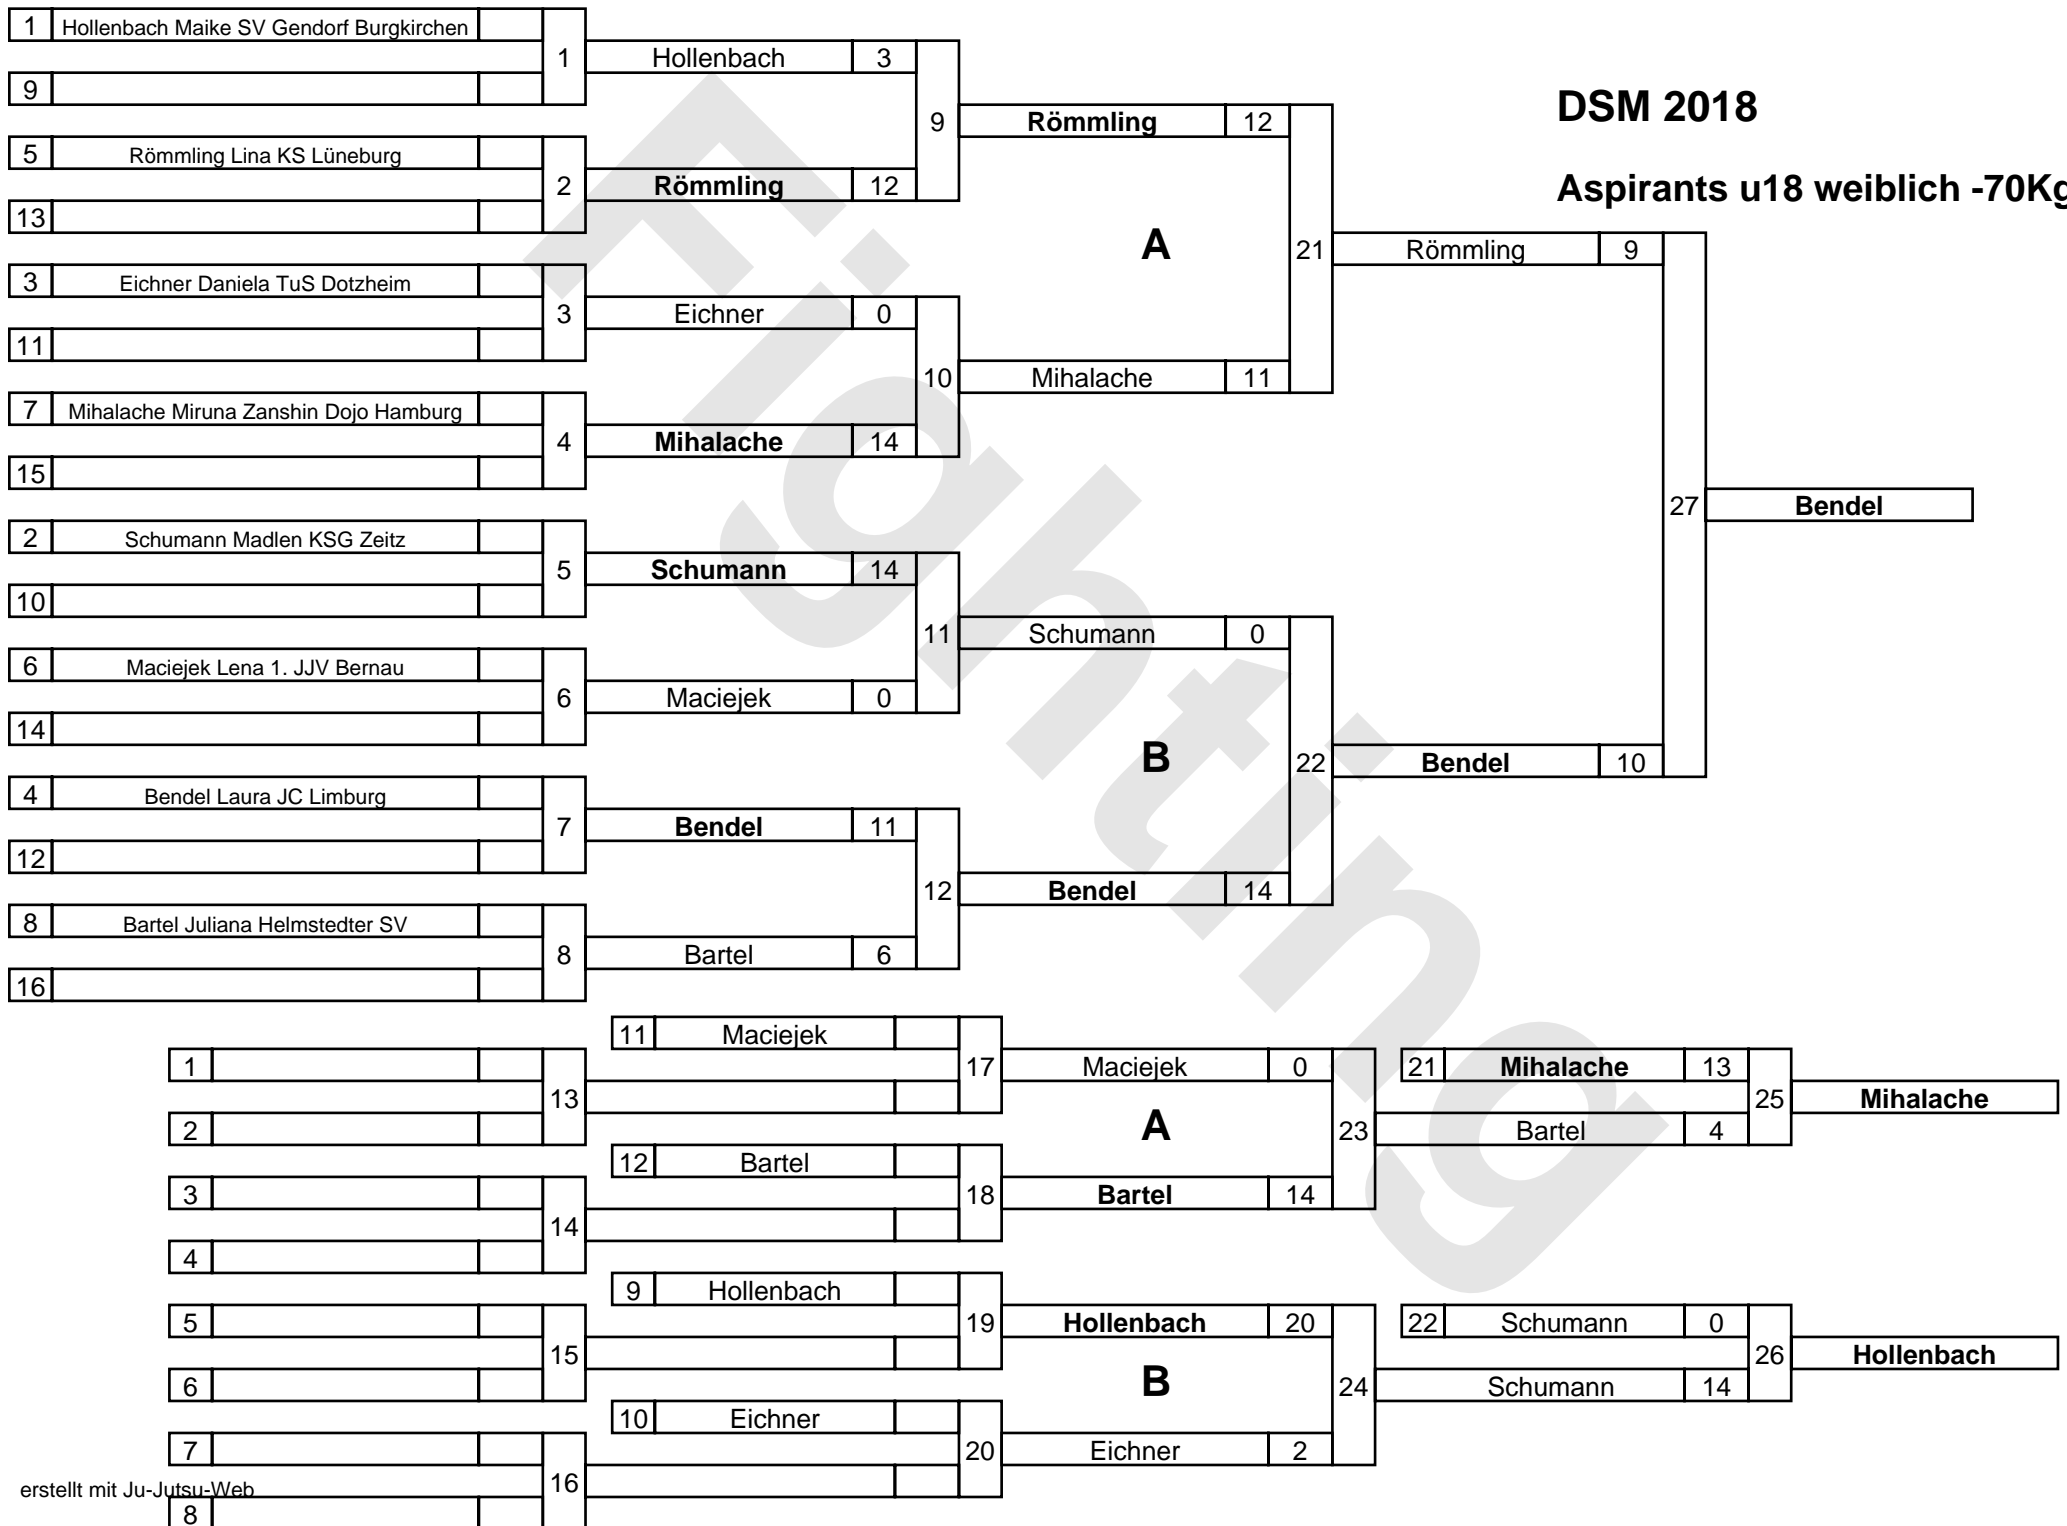 DSM 2018
Aspirants u18 weiblich -70Kg
1 Hollenbach Maike SV Gendorf Burgkirchen
1 Hollenbach 3
9
9 Römmling 12
5 Römmling Lina KS Lüneburg
2 Römmling 12
13
A
21 Römmling 9
3 Eichner Daniela TuS Dotzheim
3 Eichner 0
11
10 Mihalache 11
7 Mihalache Miruna Zanshin Dojo Hamburg
4 Mihalache 14
15
27 Bendel
2 Schumann Madlen KSG Zeitz
5 Schumann 14
10
11 Schumann 0
6 Maciejek Lena 1. JJV Bernau
6 Maciejek 0
14
B
22 Bendel 10
4 Bendel Laura JC Limburg
7 Bendel 11
12
12 Bendel 14
8 Bartel Juliana Helmstedter SV
8 Bartel 6
16
11 Maciejek
1
17 Maciejek 0
21 Mihalache 13
13
25 Mihalache
2
A
23 Bartel 4
12 Bartel
3
18 Bartel 14
14
4
9 Hollenbach
5
19 Hollenbach 20
22 Schumann 0
15
26 Hollenbach
6
B
24 Schumann 14
10 Eichner
7
20 Eichner 2
16
8
erstellt mit Ju-Jutsu-Web
Fighting